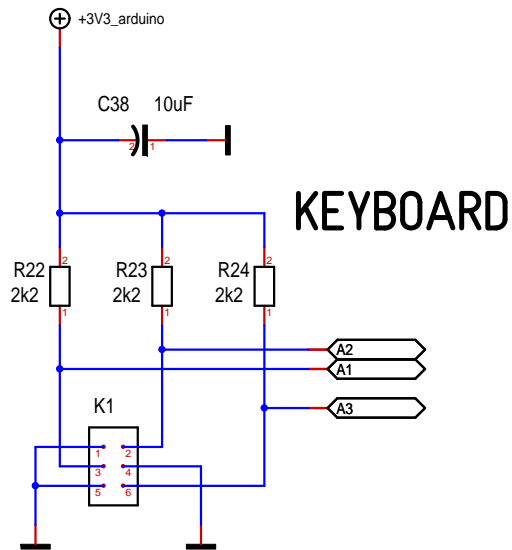 +3V3_arduino
C38 10uF
2 1
KEYBOARD
2 2 2
R22 R23 R24
2k2 2k2 2k2
1 1 1
A2
A1
K1
A3
1 2
3 4
5 6